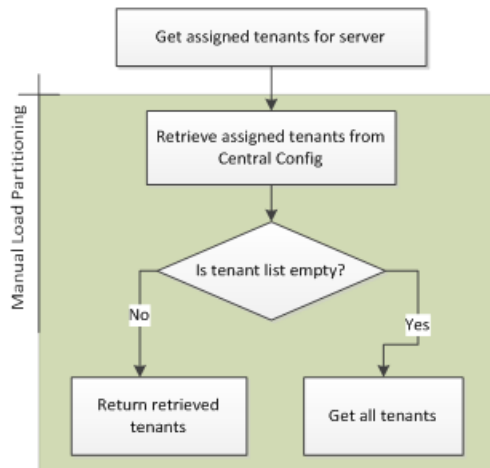 Get assigned tenants for server
Manual Load Partitioning
Retrieve assigned tenants from
Central Config
Is tenant list empty?
No
Yes
Return retrieved
tenants
Get all tenants